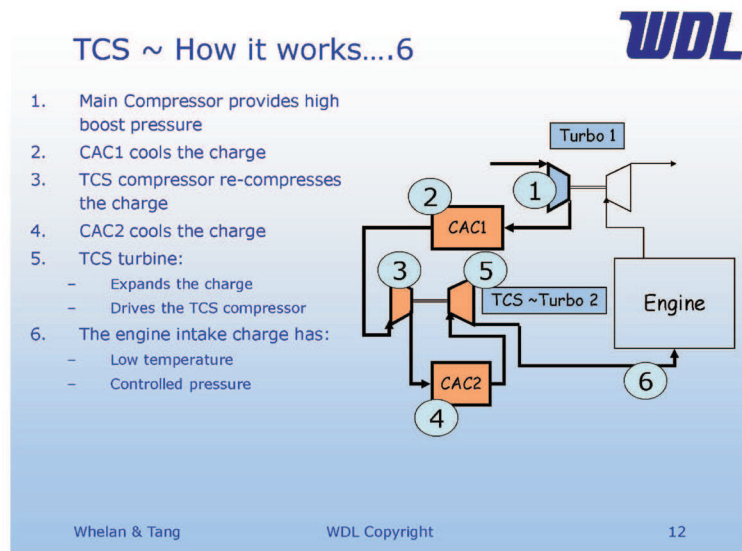 WDL
TCS ~ How it works....6
1. Main Compressor provides high
boost pressure
2. CAC1 cools the charge
3. TCS compressor re-compresses
the charge
4. CAC2 cools the charge
5. TCS turbine:
– Expands the charge
– Drives the TCS compressor
6. The engine intake charge has:
– Low temperature
– Controlled pressure
Turbo 1
1
2
CAC1
3
5
TCS ~Turbo 2
Engine
CAC2
4
6
Whelan & Tang
WDL Copyright
12